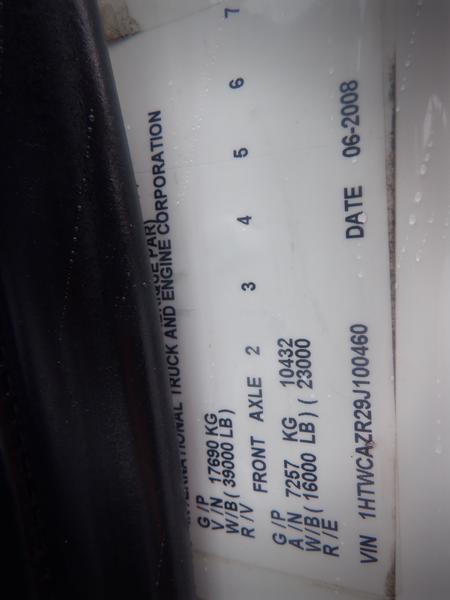 INTERNATIONAL TRUCK AND ENGINE CORPORATION
G /P
V /N 17690 KG
W/B ( 39000 LB)
R /V
FRONT AXLE 2 3 4 5 6 7
G /P
A /N 7257 KG 10432
W/B ( 16000 LB) ( 23000
R /E
DATE 06-2008
VIN 1HTWCAZR29J100460